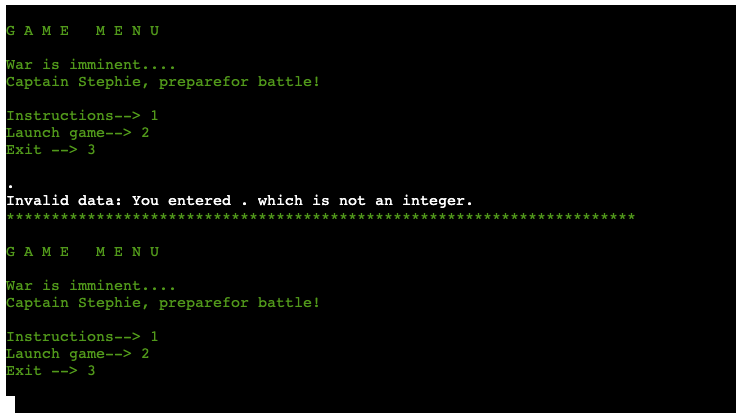 G A M E   M E N U
War is imminent....
Captain Stephie, preparefor battle!
Instructions--> 1
Launch game--> 2
Exit --> 3
.
Invalid data: You entered . which is not an integer.
**********************************************************************
G A M E   M E N U
War is imminent....
Captain Stephie, preparefor battle!
Instructions--> 1
Launch game--> 2
Exit --> 3